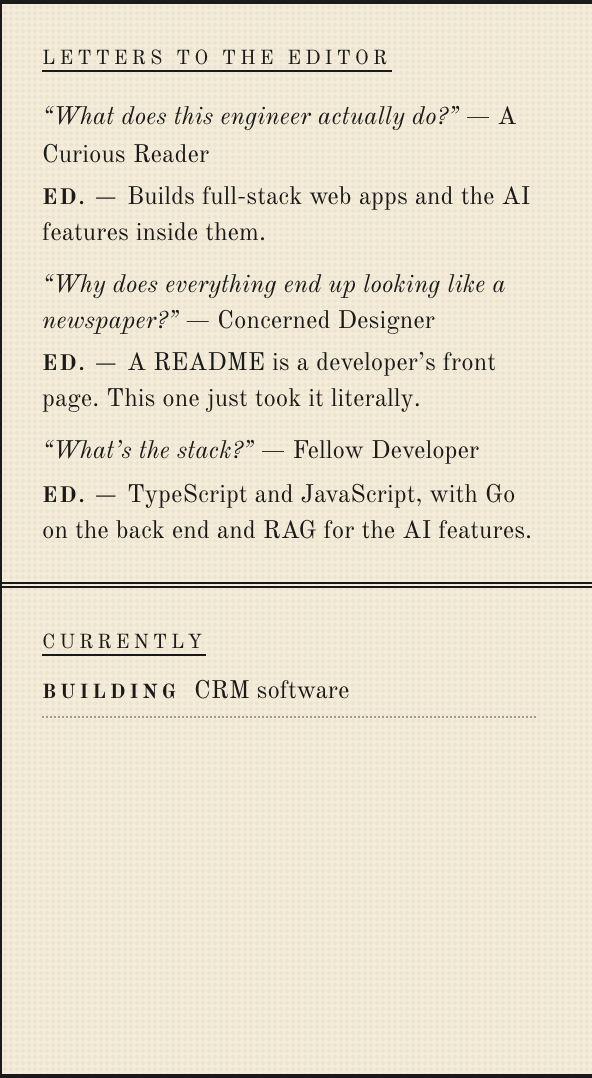 LETTERS TO THE EDITOR
“What does this engineer actually do?” — A
Curious Reader
ED. — Builds full-stack web apps and the AI
features inside them.
“Why does everything end up looking like a
newspaper?” — Concerned Designer
ED. — A README is a developer’s front
page. This one just took it literally.
“What’s the stack?” — Fellow Developer
ED. — TypeScript and JavaScript, with Go
on the back end and RAG for the AI features.
CURRENTLY
BUILDING CRM software